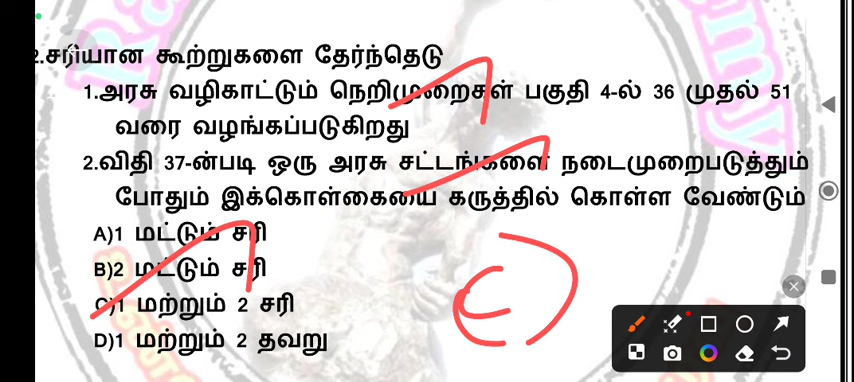 2.சரியான கூற்றுகளை தேர்ந்தெடு
1.அரசு வழிகாட்டும் நெறிமுறைகள் பகுதி 4-ல் 36 முதல் 51
வரை வழங்கப்படுகிறது
2.விதி 37-ன்படி ஒரு அரசு சட்டங்களை நடைமுறைபடுத்தும்
போதும் இக்கொள்கையை கருத்தில் கொள்ள வேண்டும்
A)1 மட்டும் சரி
B)2 மட்டும் சரி
C)1 மற்றும் 2 சரி
D)1 மற்றும் 2 தவறு